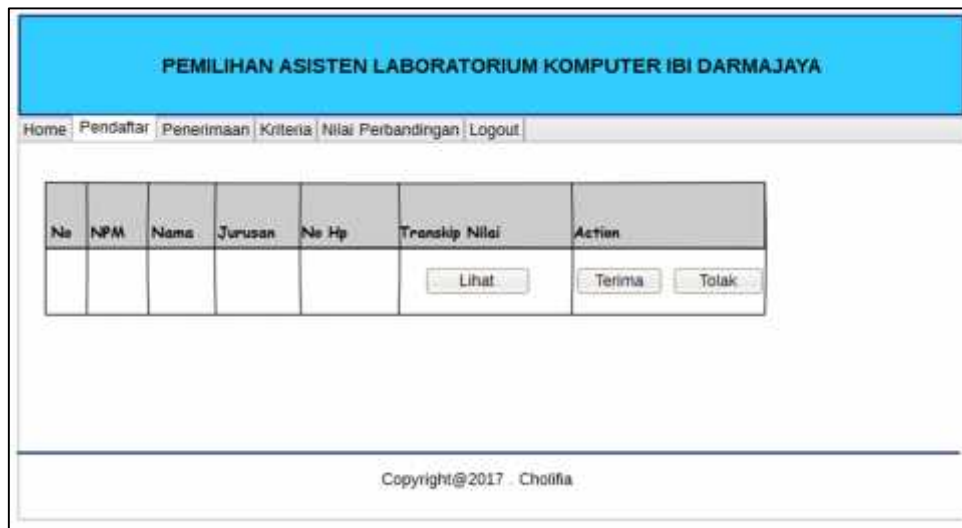 PEMILIHAN ASISTEN LABORATORIUM KOMPUTER IBI DARMAJAYA
Home Pendaftar Penerimaan Kriteria Nilai Perbandingan Logout
No NPM Nama Jurusan No Hp Transkip Nilai Action
Lihat Terima Tolak
Copyright@2017 . Cholifia